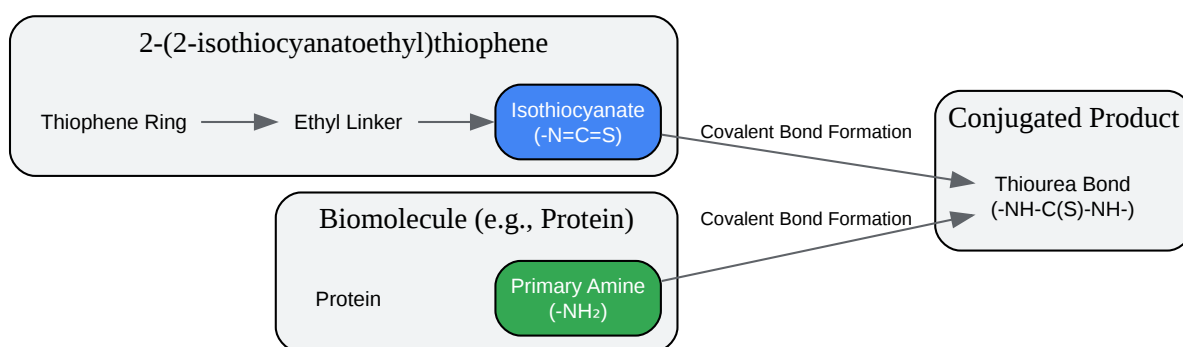 2-(2-isothiocyanatoethyl)thiophene
Thiophene Ring
Ethyl Linker
Isothiocyanate
(-N=C=S)
Covalent Bond Formation
Conjugated Product
Thiourea Bond
(-NH-C(S)-NH-)
Biomolecule (e.g., Protein)
Covalent Bond Formation
Protein
Primary Amine
(-NH₂)